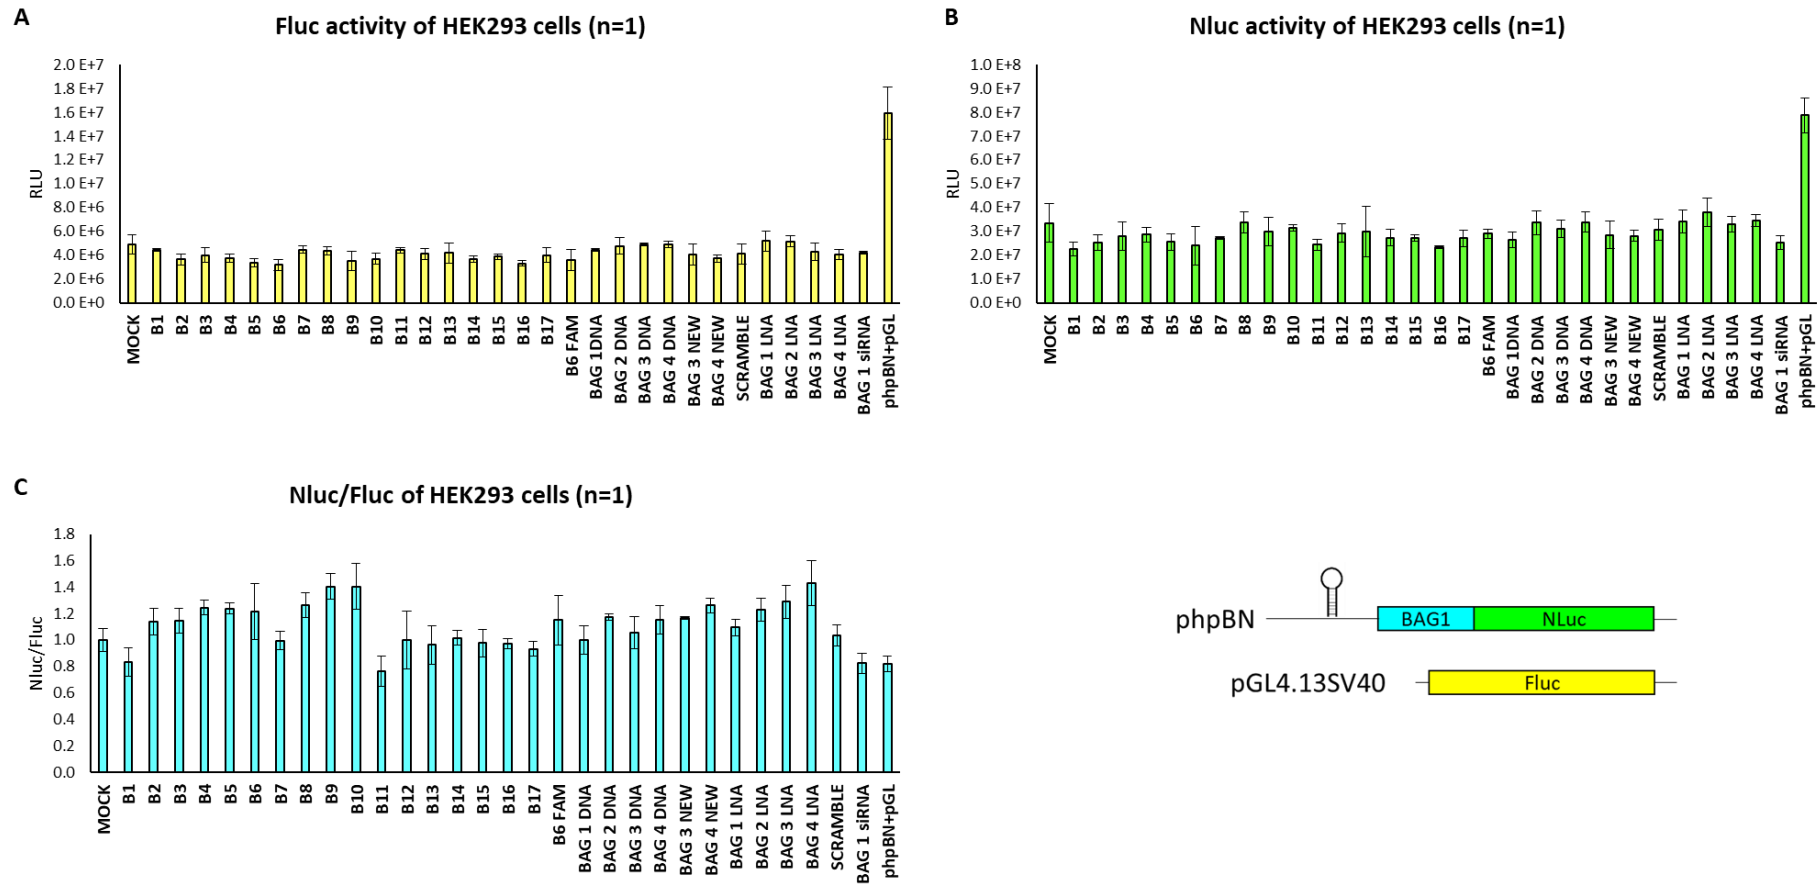 A
Fluc activity of HEK293 cells (n=1)
RLU
2.0 E+7
1.8 E+7
1.6 E+7
1.4 E+7
1.2 E+7
1.0 E+7
8.0 E+6
6.0 E+6
4.0 E+6
2.0 E+6
0.0 E+0
MOCK
B1
B2
B3
B4
B5
B6
B7
B8
B9
B10
B11
B12
B13
B14
B15
B16
B17
B6 FAM
BAG 1DNA
BAG 2 DNA
BAG 3 DNA
BAG 4 DNA
BAG 3 NEW
BAG 4 NEW
SCRAMBLE
BAG 1 LNA
BAG 2 LNA
BAG 3 LNA
BAG 4 LNA
BAG 1 siRNA
phpBN+pGL
B
Nluc activity of HEK293 cells (n=1)
RLU
1.0 E+8
9.0 E+7
8.0 E+7
7.0 E+7
6.0 E+7
5.0 E+7
4.0 E+7
3.0 E+7
2.0 E+7
1.0 E+7
0.0 E+0
MOCK
B1
B2
B3
B4
B5
B6
B7
B8
B9
B10
B11
B12
B13
B14
B15
B16
B17
B6 FAM
BAG 1DNA
BAG 2 DNA
BAG 3 DNA
BAG 4 DNA
BAG 3 NEW
BAG 4 NEW
SCRAMBLE
BAG 1 LNA
BAG 2 LNA
BAG 3 LNA
BAG 4 LNA
BAG 1 siRNA
phpBN+pGL
C
Nluc/Fluc of HEK293 cells (n=1)
Nluc/Fluc
1.8
1.6
1.4
1.2
1.0
0.8
0.6
0.4
0.2
0.0
MOCK
B1
B2
B3
B4
B5
B6
B7
B8
B9
B10
B11
B12
B13
B14
B15
B16
B17
B6 FAM
BAG 1 DNA
BAG 2 DNA
BAG 3 DNA
BAG 4 DNA
BAG 3 NEW
BAG 4 NEW
BAG 1 LNA
BAG 2 LNA
BAG 3 LNA
BAG 4 LNA
SCRAMBLE
BAG 1 siRNA
phpBN+pGL
phpBN
BAG1
NLuc
pGL4.13SV40
Fluc